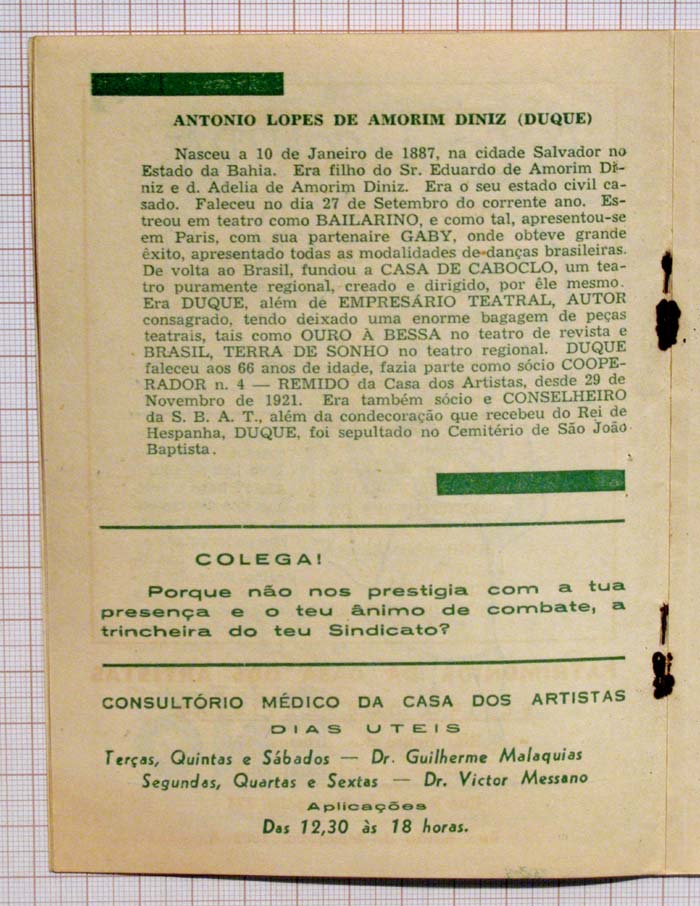 ANTONIO LOPES DE AMORIM DINIZ (DUQUE)
Nasceu a 10 de Janeiro de 1887, na cidade Salvador no
Estado da Bahia. Era filho do Sr. Eduardo de Amorim Di-
niz e d. Adelia de Amorim Diniz. Era o seu estado civil ca-
sado. Faleceu no dia 27 de Setembro do corrente ano. Es-
treou em teatro como BAILARINO, e como tal, apresentou-se
em Paris, com sua partenaire GABY, onde obteve grande
êxito, apresentado todas as modalidades de danças brasileiras.
De volta ao Brasil, fundou a CASA DE CABOCLO, um tea-
tro puramente regional, creado e dirigido, por êle mesmo.
Era DUQUE, além de EMPRESÁRIO TEATRAL, AUTOR
consagrado, tendo deixado uma enorme bagagem de peças
teatrais, tais como OURO À BESSA no teatro de revista e
BRASIL, TERRA DE SONHO no teatro regional. DUQUE
faleceu aos 66 anos de idade, fazia parte como sócio COOPE-
RADOR n. 4 — REMIDO da Casa dos Artistas, desde 29 de
Novembro de 1921. Era também sócio e CONSELHEIRO
da S. B. A. T., além da condecoração que recebeu do Rei de
Hespanha, DUQUE, foi sepultado no Cemitério de São João
Baptista.
COLEGA!
Porque não nos prestigia com a tua
presença e o teu ânimo de combate, a
trincheira do teu Sindicato?
CONSULTÓRIO MÉDICO DA CASA DOS ARTISTAS
DIAS UTEIS
Terças, Quintas e Sábados — Dr. Guilherme Malaquias
Segundas, Quartas e Sextas — Dr. Victor Messano
Aplicações
Das 12,30 às 18 horas.